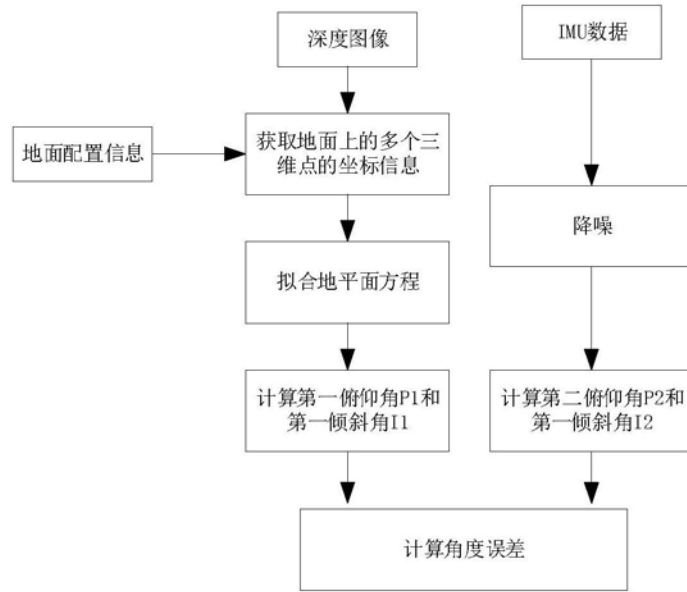 深度图像
IMU数据
地面配置信息
获取地面上的多个三
维点的坐标信息
降噪
拟合地平面方程
计算第一俯仰角P1和
第一倾斜角I1
计算第二俯仰角P2和
第一倾斜角I2
计算角度误差